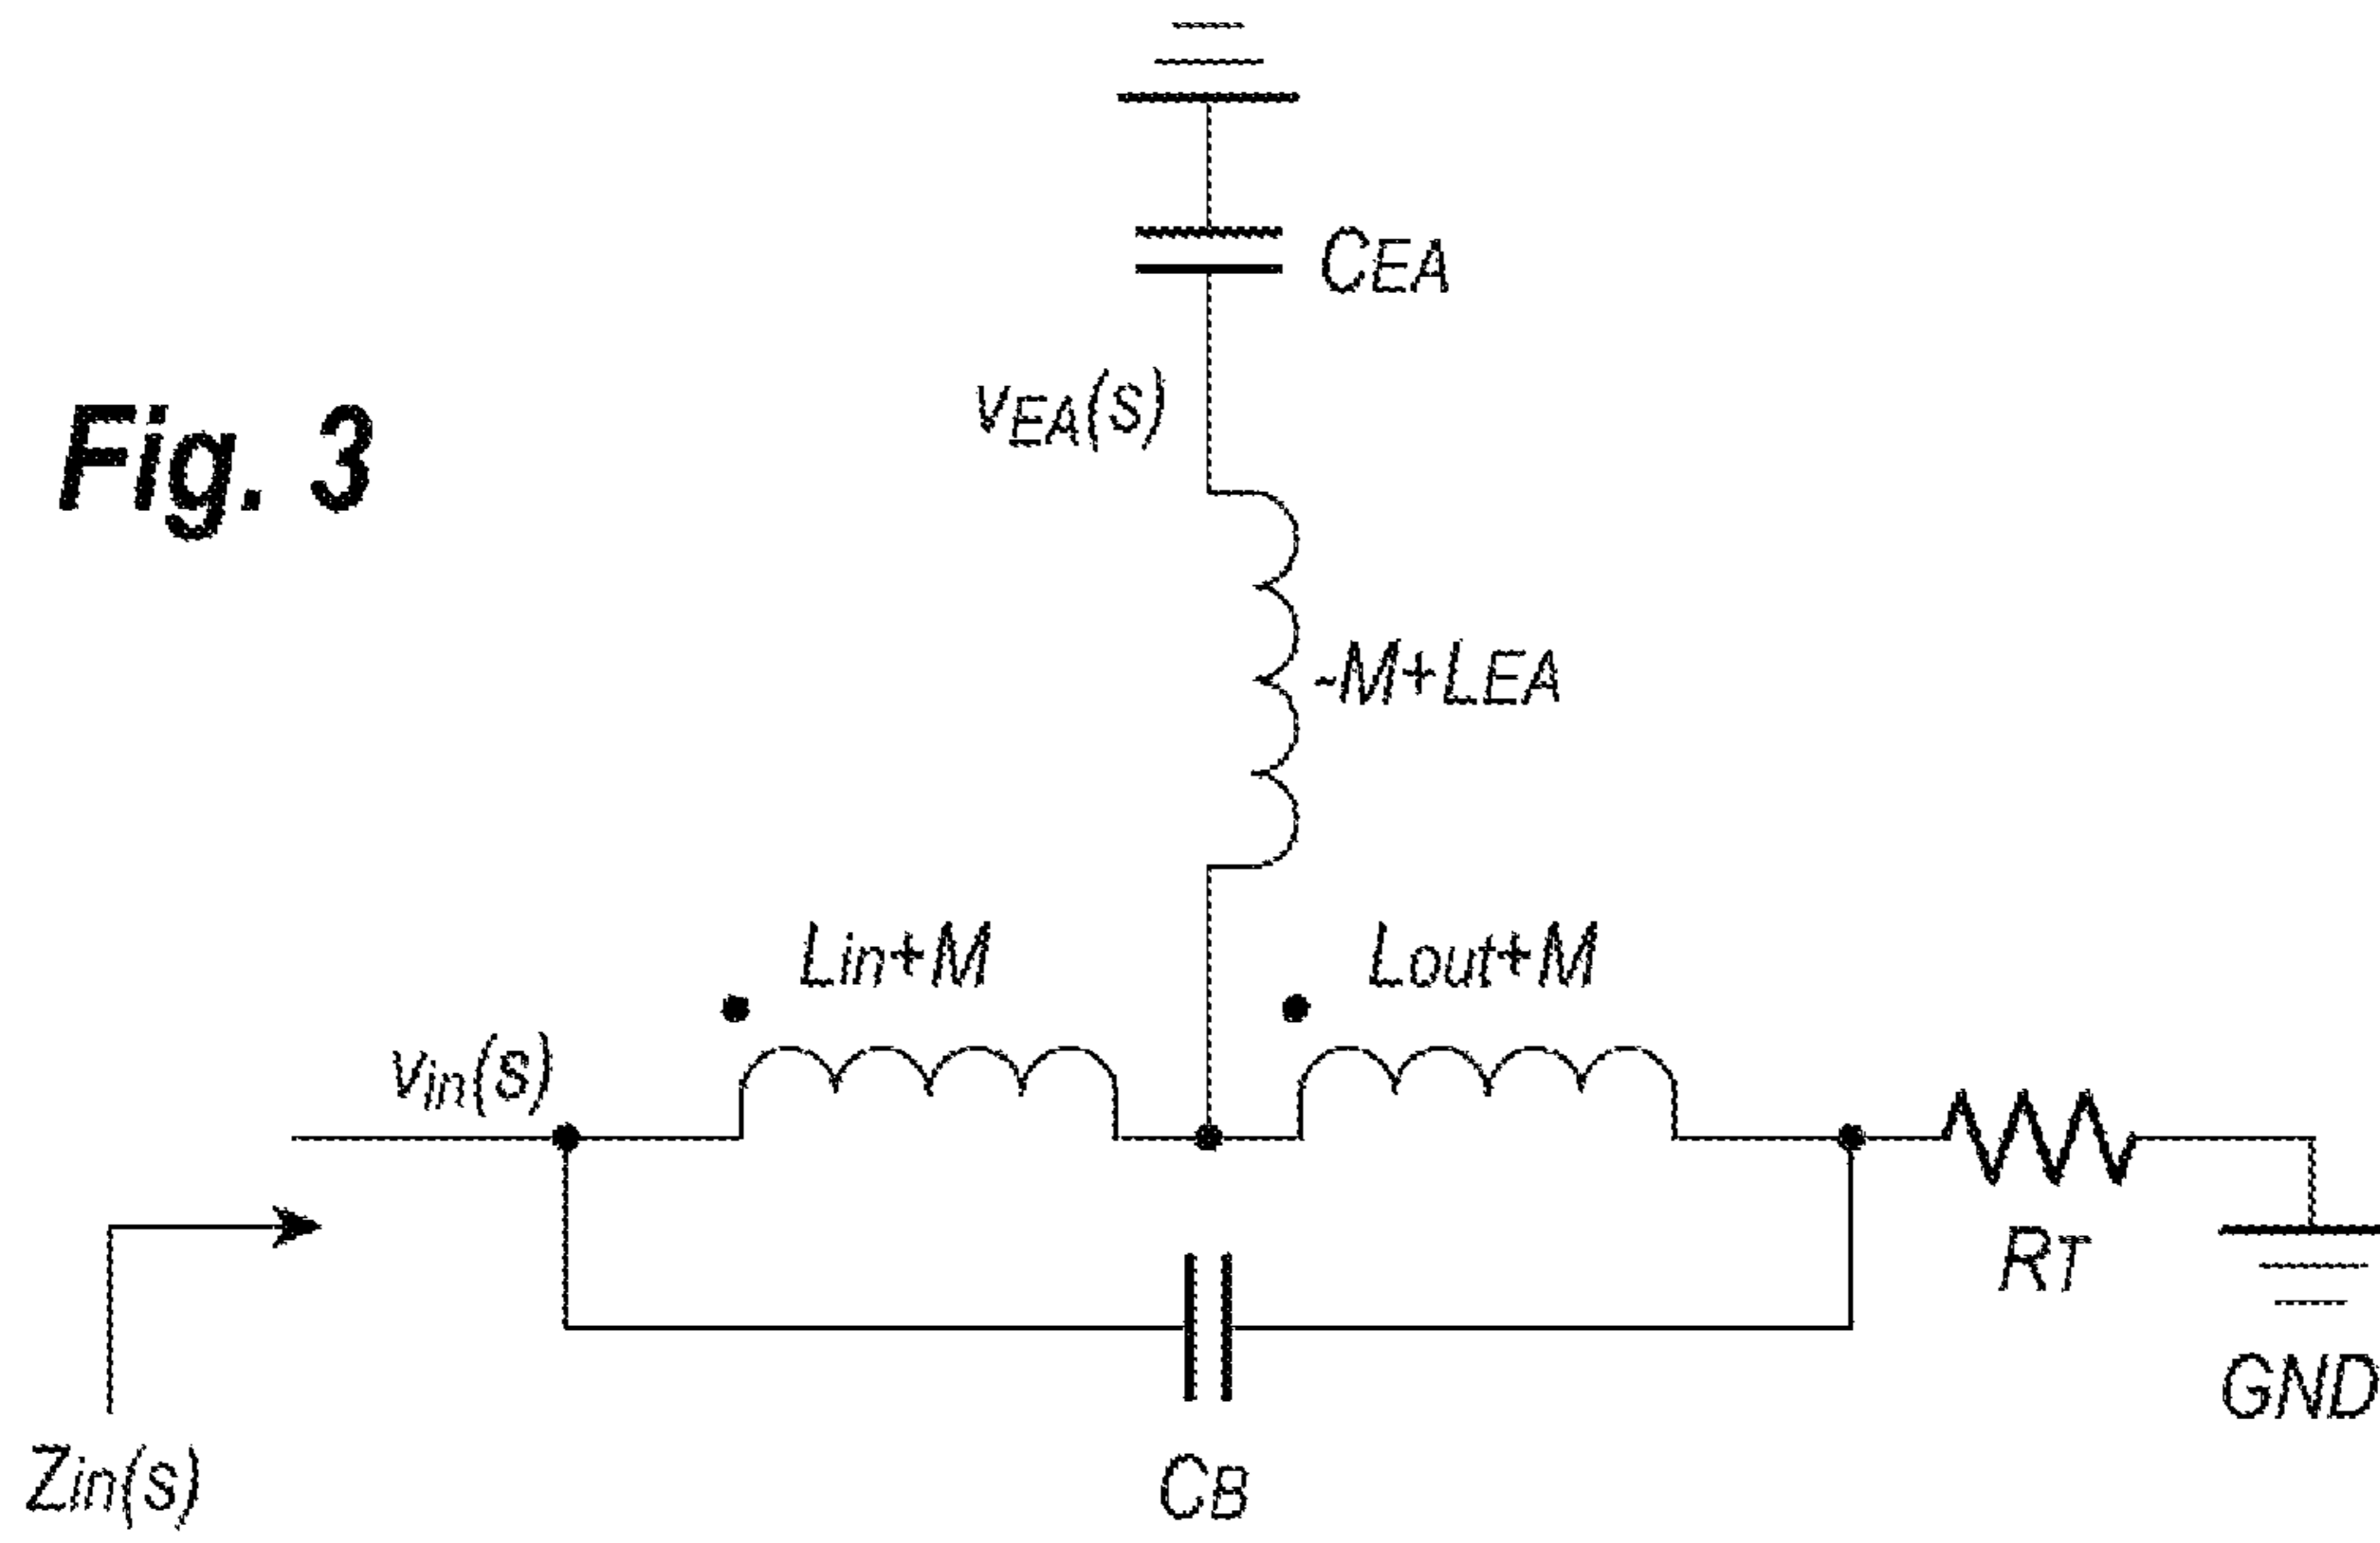 CEA
vEA(s)
Fig. 3
-M+LEA
Lin+M
Lout+M
vin(s)
RT
GND
Zin(s)
CB